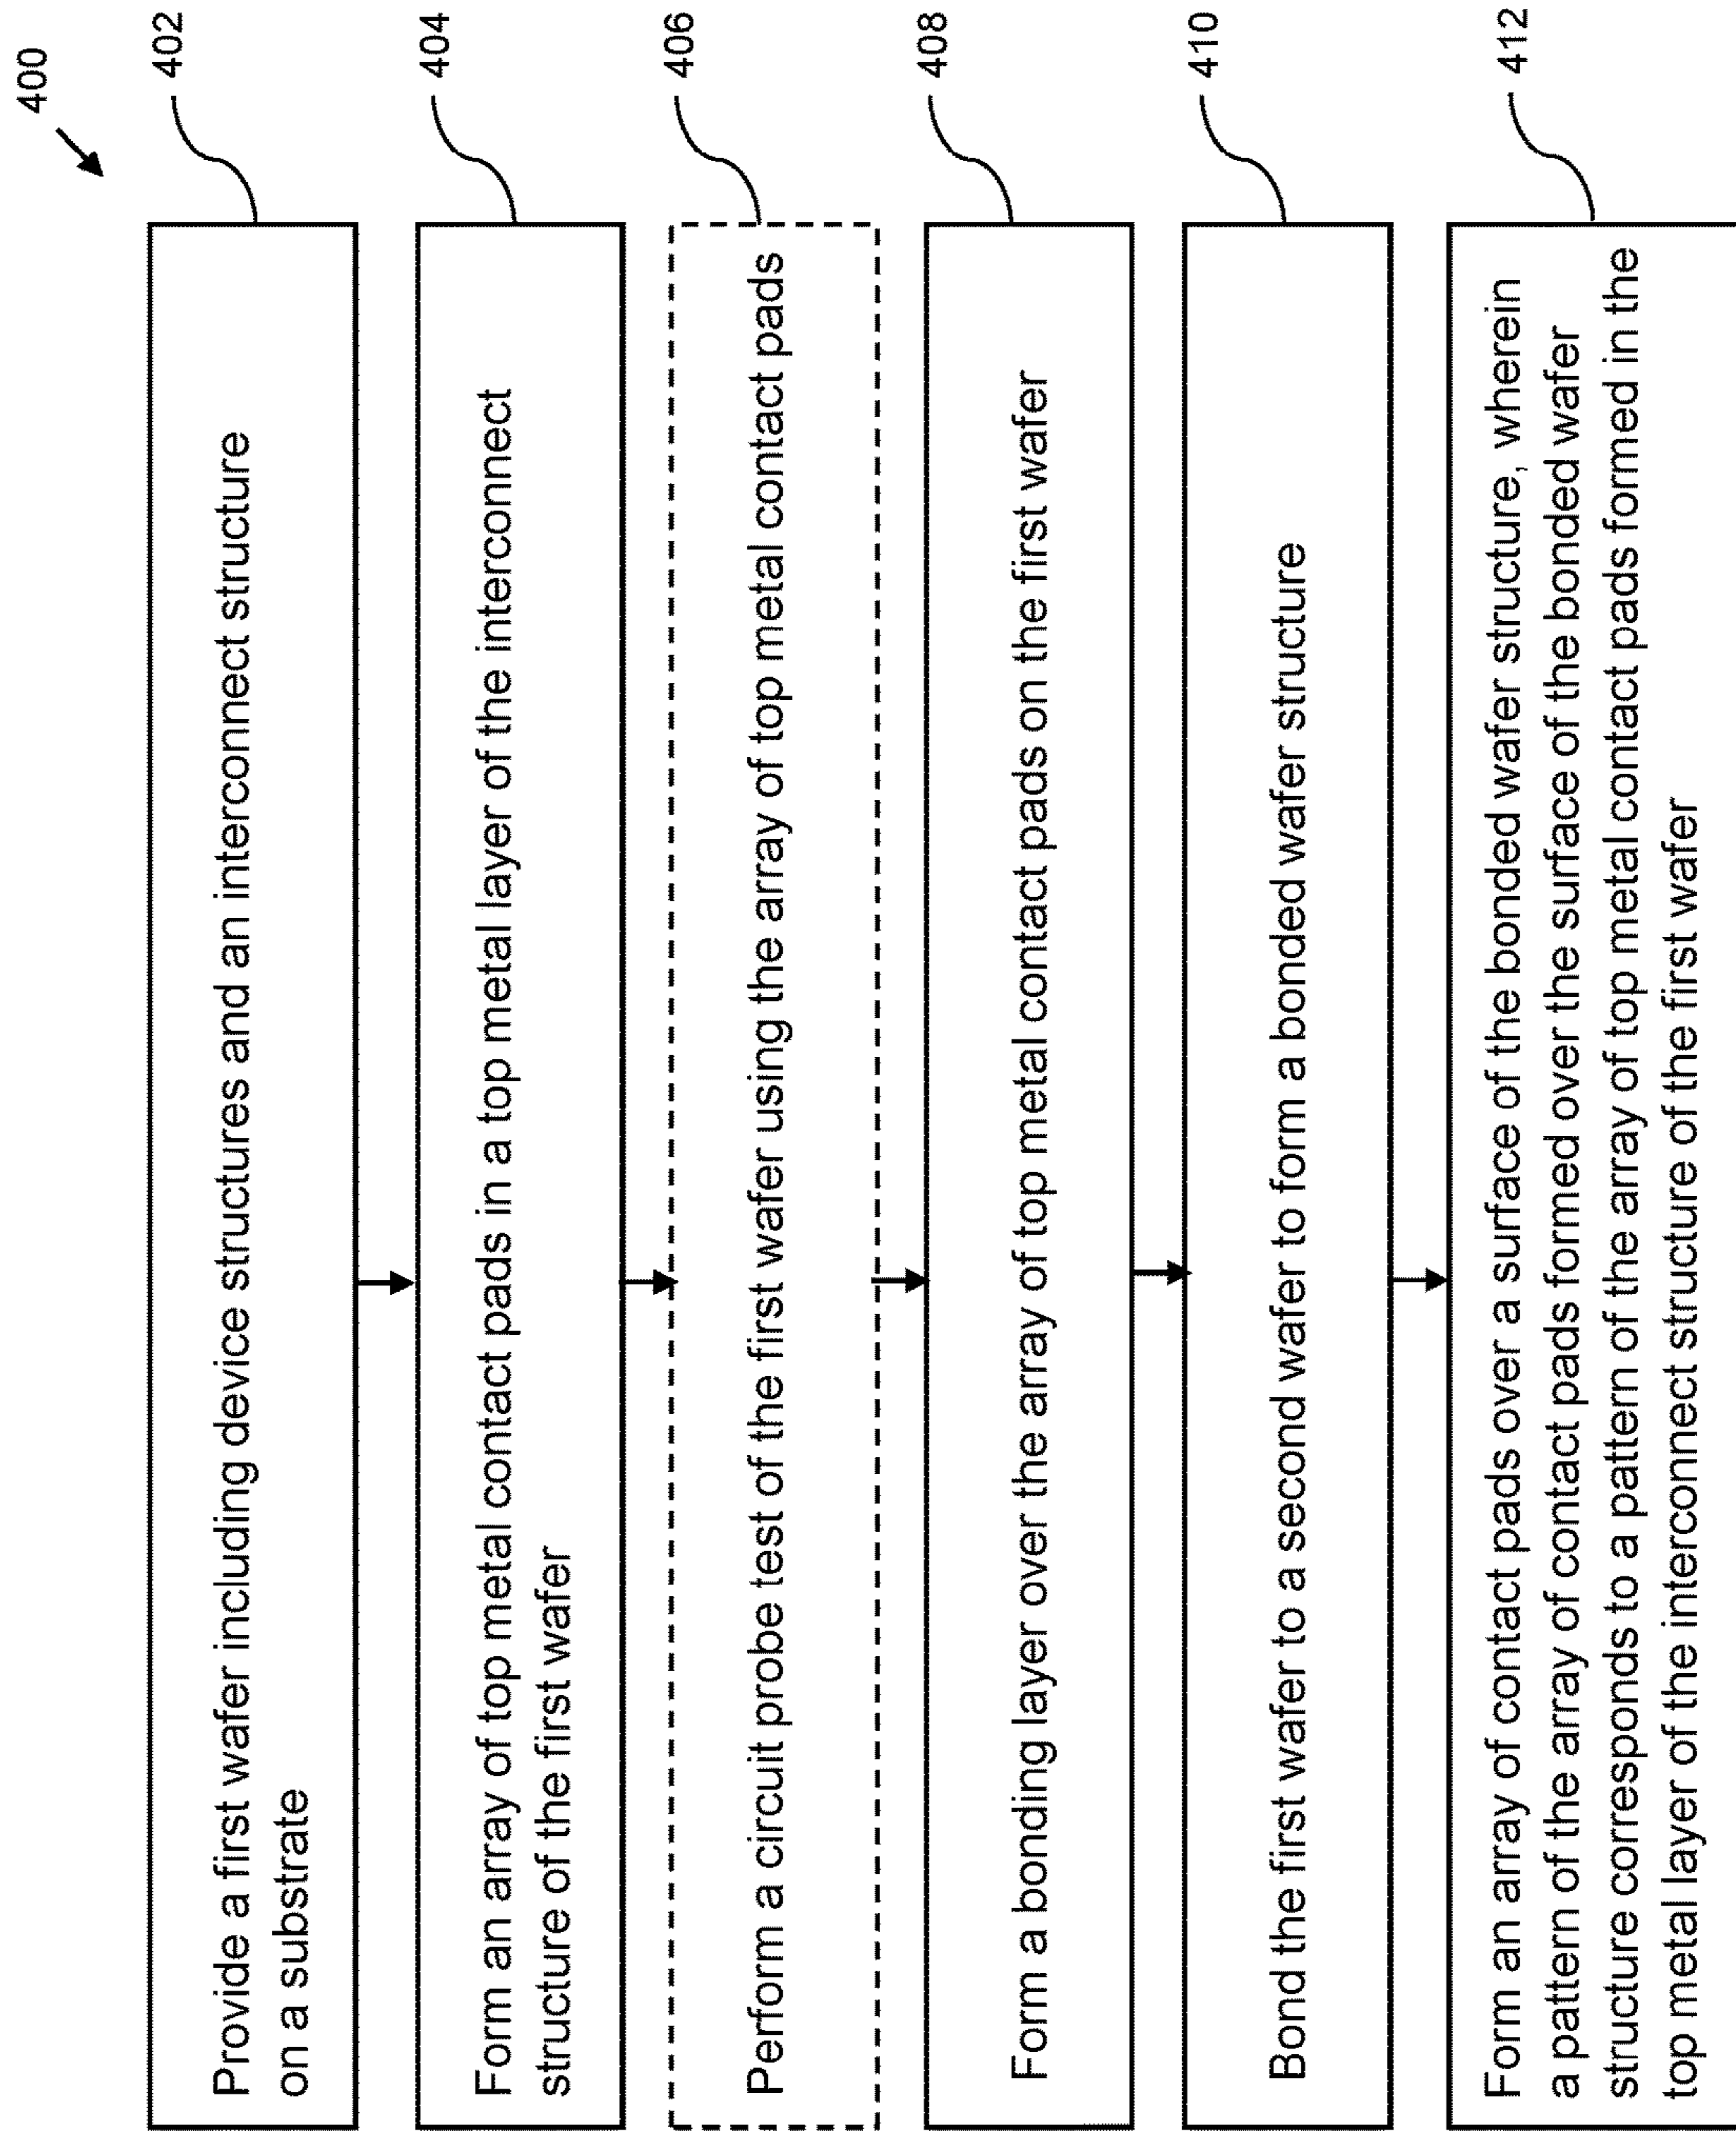 400
402
Provide a first wafer including device structures and an interconnect structure
on a substrate
404
Form an array of top metal contact pads in a top metal layer of the interconnect
structure of the first wafer
406
Perform a circuit probe test of the first wafer using the array of top metal contact pads
408
Form a bonding layer over the array of top metal contact pads on the first wafer
410
Bond the first wafer to a second wafer to form a bonded wafer structure
412
Form an array of contact pads over a surface of the bonded wafer structure, wherein
a pattern of the array of contact pads formed over the surface of the bonded wafer
structure corresponds to a pattern of the array of top metal contact pads formed in the
top metal layer of the interconnect structure of the first wafer